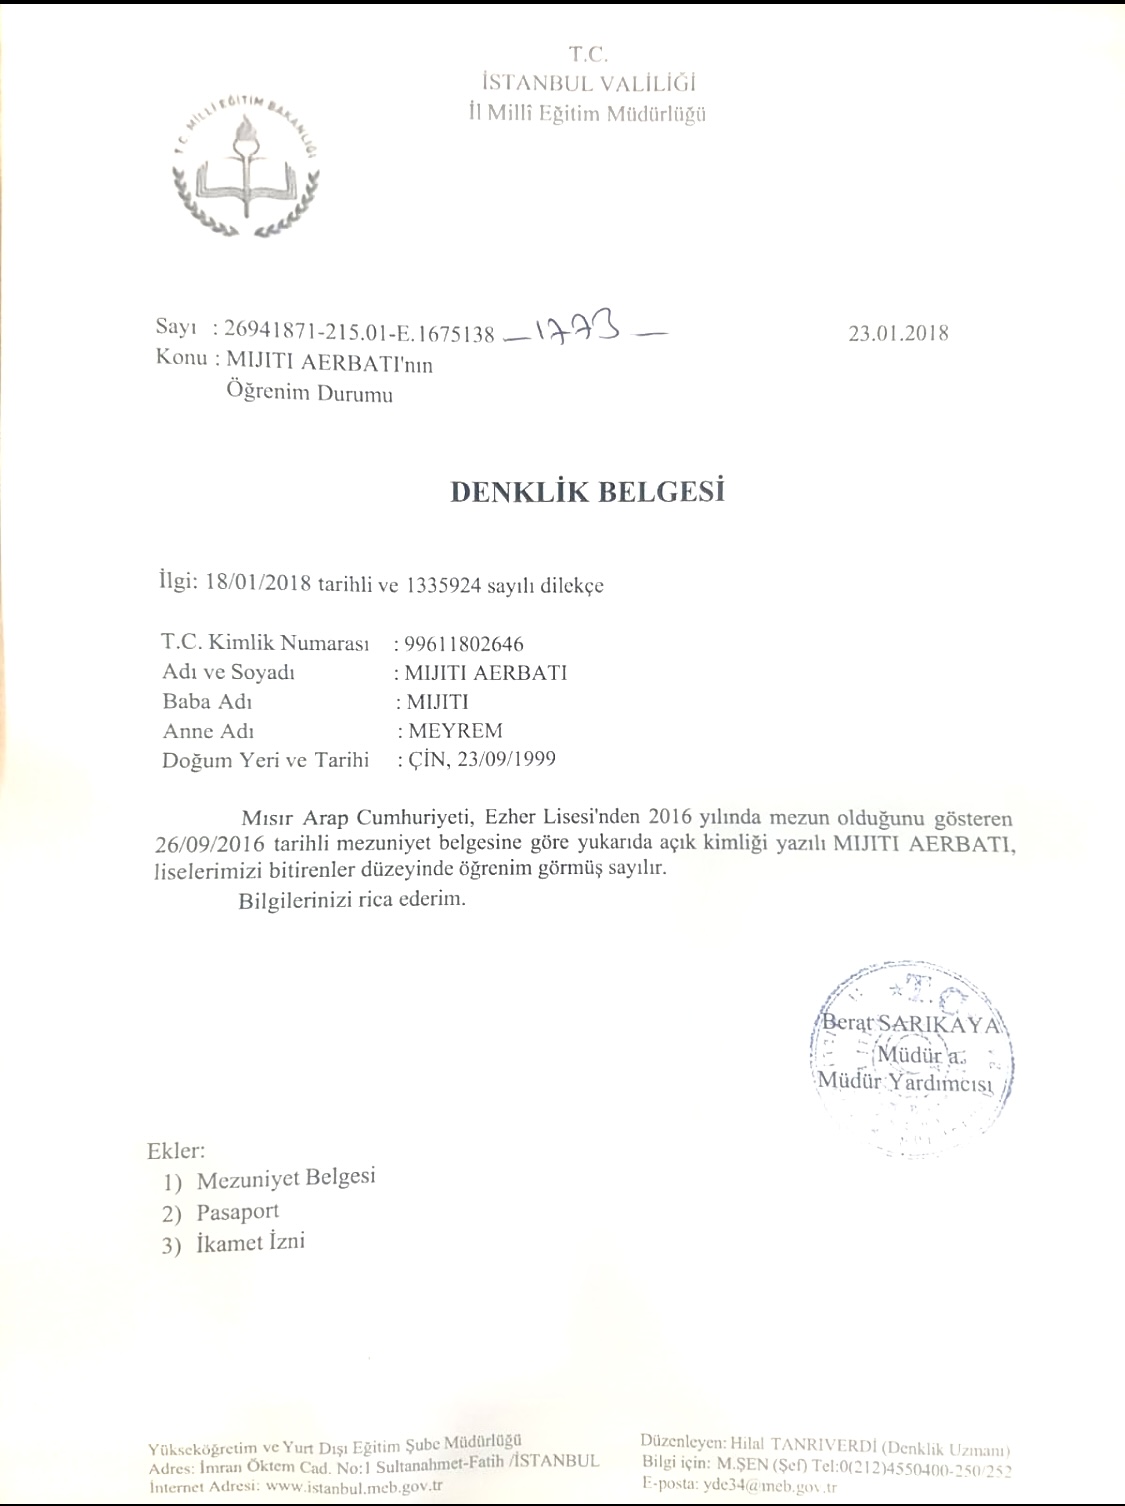 T.C.
İSTANBUL VALİLİĞİ
İl Millî Eğitim Müdürlüğü
T.C. MİLLİ EĞİTİM BAKANLIĞI
Sayı : 26941871-215.01-E.1675138 _1773_
23.01.2018
Konu : MIJITI AERBATI'nın
Öğrenim Durumu
DENKLİK BELGESİ
İlgi: 18/01/2018 tarihli ve 1335924 sayılı dilekçe
T.C. Kimlik Numarası : 99611802646
Adı ve Soyadı : MIJITI AERBATI
Baba Adı : MIJITI
Anne Adı : MEYREM
Doğum Yeri ve Tarihi : ÇİN, 23/09/1999
Mısır Arap Cumhuriyeti, Ezher Lisesi'nden 2016 yılında mezun olduğunu gösteren
26/09/2016 tarihli mezuniyet belgesine göre yukarıda açık kimliği yazılı MIJITI AERBATI,
liselerimizi bitirenler düzeyinde öğrenim görmüş sayılır.
Bilgilerinizi rica ederim.
T.C.
Berat SARIKAYA
Müdür a.
Müdür Yardımcısı
Ekler:
1) Mezuniyet Belgesi
2) Pasaport
3) İkamet İzni
Yükseköğretim ve Yurt Dışı Eğitim Şube Müdürlüğü
Adres: İmran Öktem Cad. No:1 Sultanahmet-Fatih /İSTANBUL
İnternet Adresi: www.istanbul.meb.gov.tr
Düzenleyen: Hilal TANRIVERDİ (Denklik Uzmanı)
Bilgi için: M.ŞEN (Şef) Tel:0(212)4550400-250/252
E-posta: yde34@meb.gov.tr